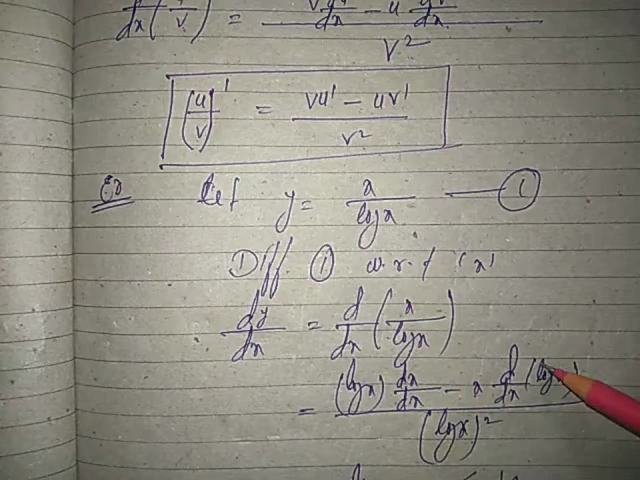 d/dx (u/v) = (v du/dx - u dv/dx) / v²
(u/v)' = (vu' - uv') / v²
Ex Let y = x / logx —— ①
Diff. ① w.r.t 'x'
dy/dx = d/dx (x / logx)
= ((logx) dx/dx - x d/dx (logx)) / (logx)²